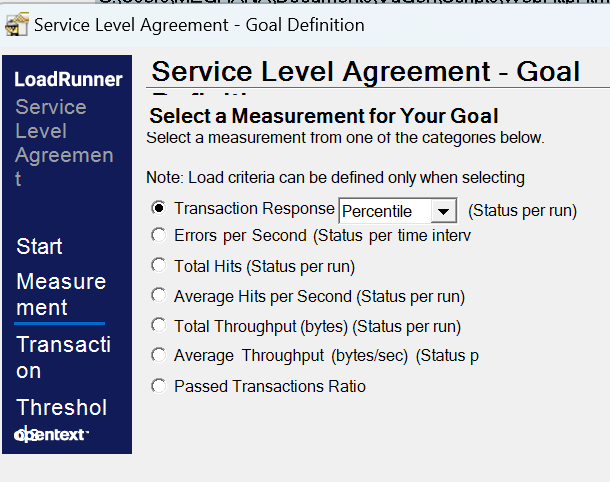 Service Level Agreement - Goal Definition
LoadRunner
Service
Level
Agreemen
t
Start
Measure
ment
Transacti
on
Threshol
ds
opentext™
Service Level Agreement - Goal
Select a Measurement for Your Goal
Select a measurement from one of the categories below.
Note: Load criteria can be defined only when selecting
Transaction Response Percentile (Status per run)
Errors per Second (Status per time interv
Total Hits (Status per run)
Average Hits per Second (Status per run)
Total Throughput (bytes) (Status per run)
Average Throughput (bytes/sec) (Status p
Passed Transactions Ratio